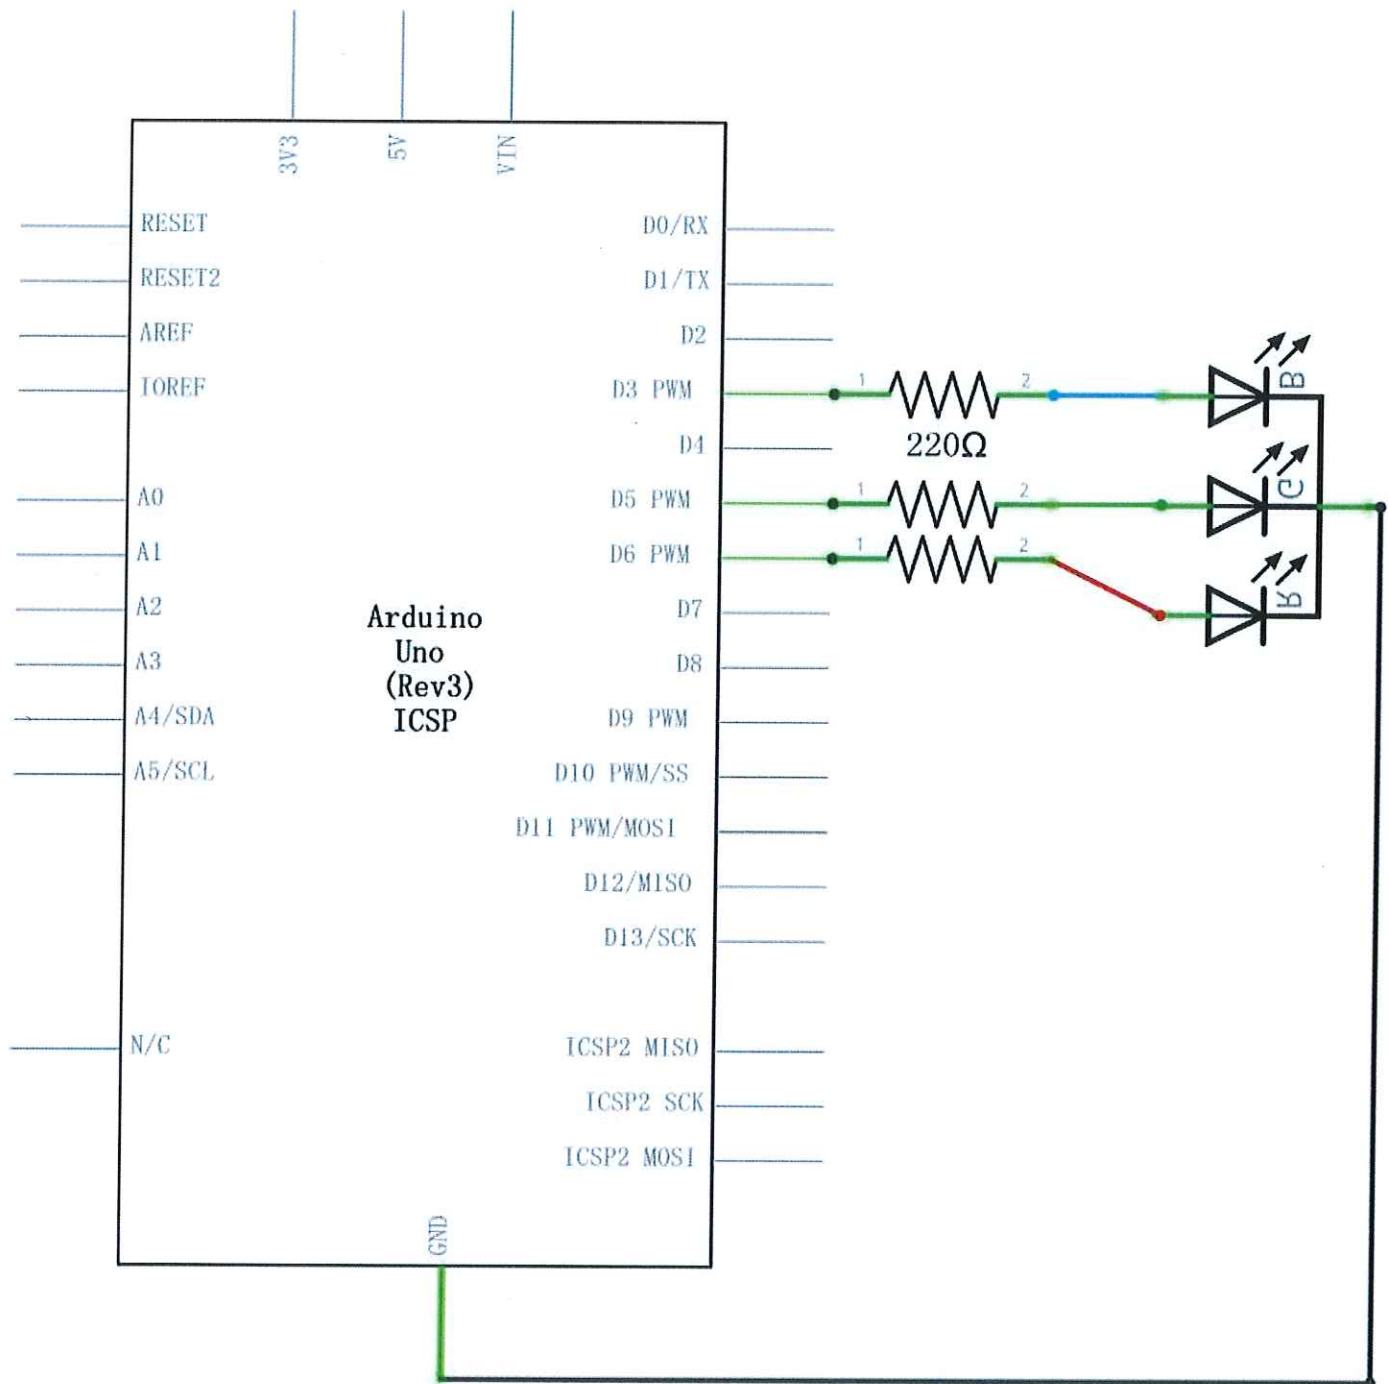 3V3
5V
VIN
RESET
RESET2
AREF
IOREF
A0
A1
A2
A3
A4/SDA
A5/SCL
N/C
Arduino
Uno
(Rev3)
ICSP
D0/RX
D1/TX
D2
D3 PWM
D4
D5 PWM
D6 PWM
D7
D8
D9 PWM
D10 PWM/SS
D11 PWM/MOSI
D12/MISO
D13/SCK
ICSP2 MISO
ICSP2 SCK
ICSP2 MOSI
GND
1 2
220Ω
1 2
1 2
B
G
R